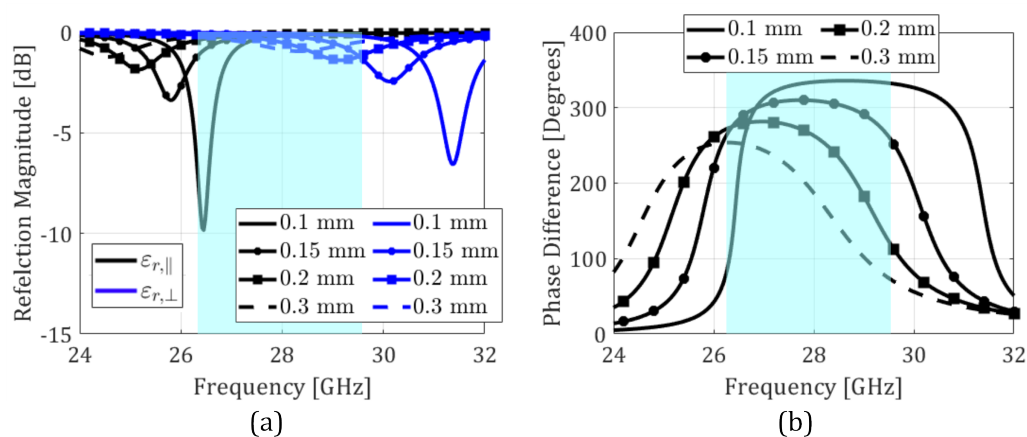 0
-5
-10
-15
24
26
28
30
32
Refelction Magnitude [dB]
Frequency [GHz]
0.1 mm 0.1 mm
0.15 mm 0.15 mm
0.2 mm 0.2 mm
0.3 mm 0.3 mm
εr,∥
εr,⊥
(a)
400
300
200
100
0
24
26
28
30
32
Phase Difference [Degrees]
Frequency [GHz]
0.1 mm 0.2 mm
0.15 mm 0.3 mm
(b)